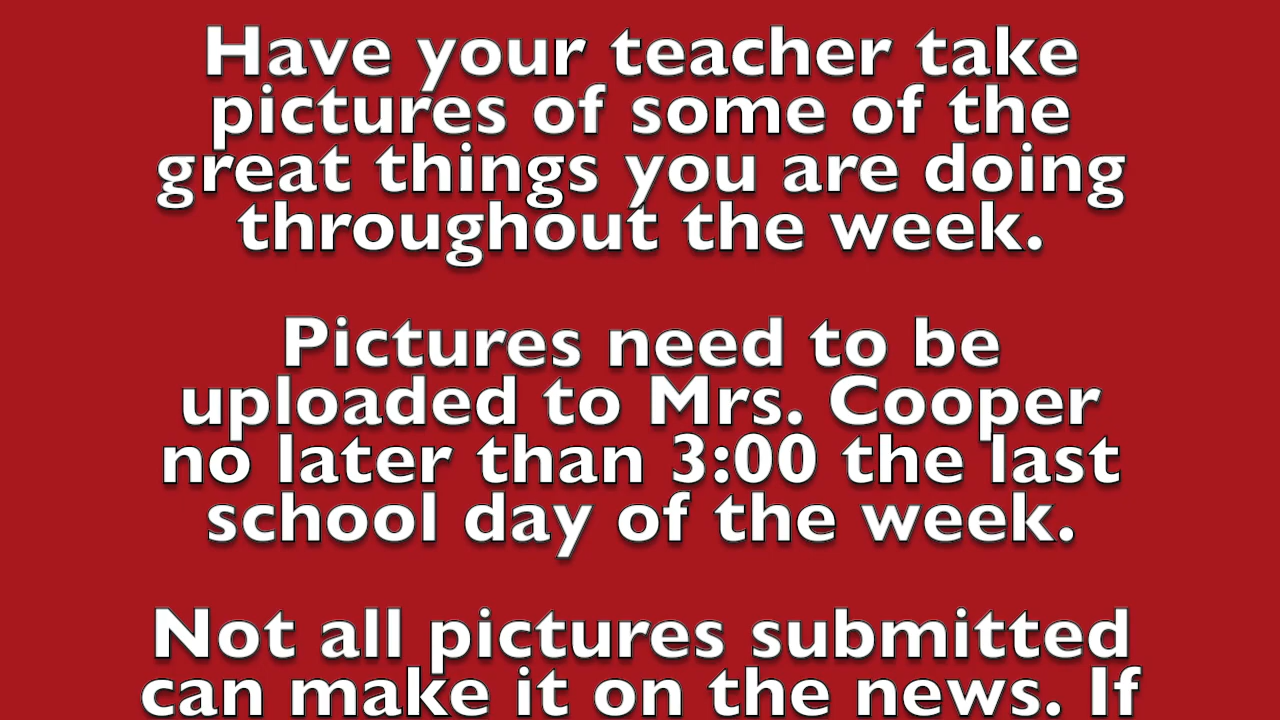 Have your teacher take
pictures of some of the
great things you are doing
throughout the week.
Pictures need to be
uploaded to Mrs. Cooper
no later than 3:00 the last
school day of the week.
Not all pictures submitted
can make it on the news. If